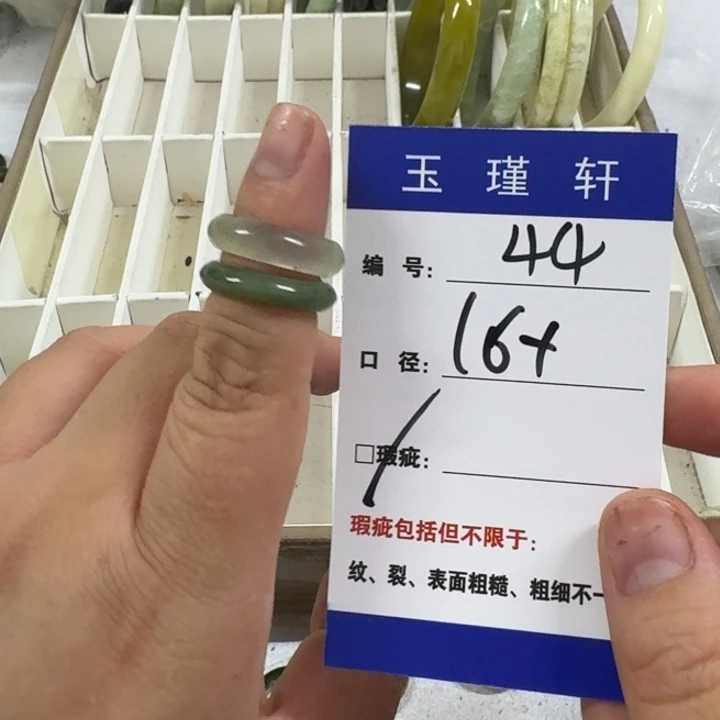 玉瑾轩
编号: 44
口径: 16+
□瑕疵:
瑕疵包括但不限于:
纹、裂、表面粗糙、粗细不一